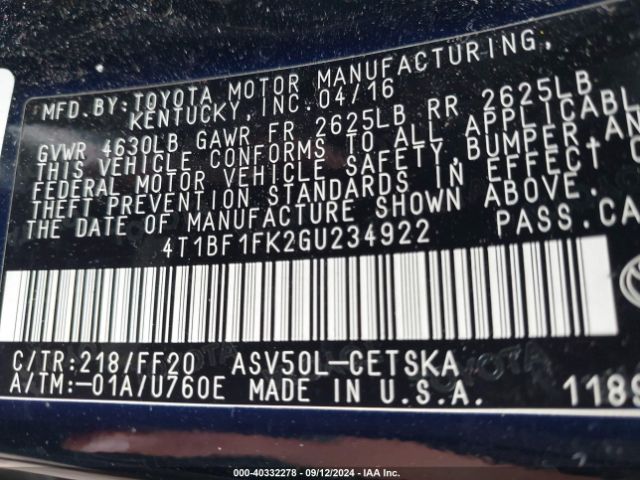 MFD.BY:TOYOTA MOTOR MANUFACTURING,
KENTUCKY, INC. 04/16
GVWR 4630LB GAWR FR 2625LB RR 2625LB
THIS VEHICLE CONFORMS TO ALL APPLICABL
FEDERAL MOTOR VEHICLE SAFETY, BUMPER, AN
THEFT PREVENTION STANDARDS IN EFFECT O
THE DATE OF MANUFACTURE SHOWN ABOVE.
4T1BF1FK2GU234922 PASS.CA
C/TR:218/FF20 ASV50L-CETSKA
A/TM:-01A/U760E MADE IN U.S.A. 1189
000-40332278 - 09/12/2024 - IAA Inc.